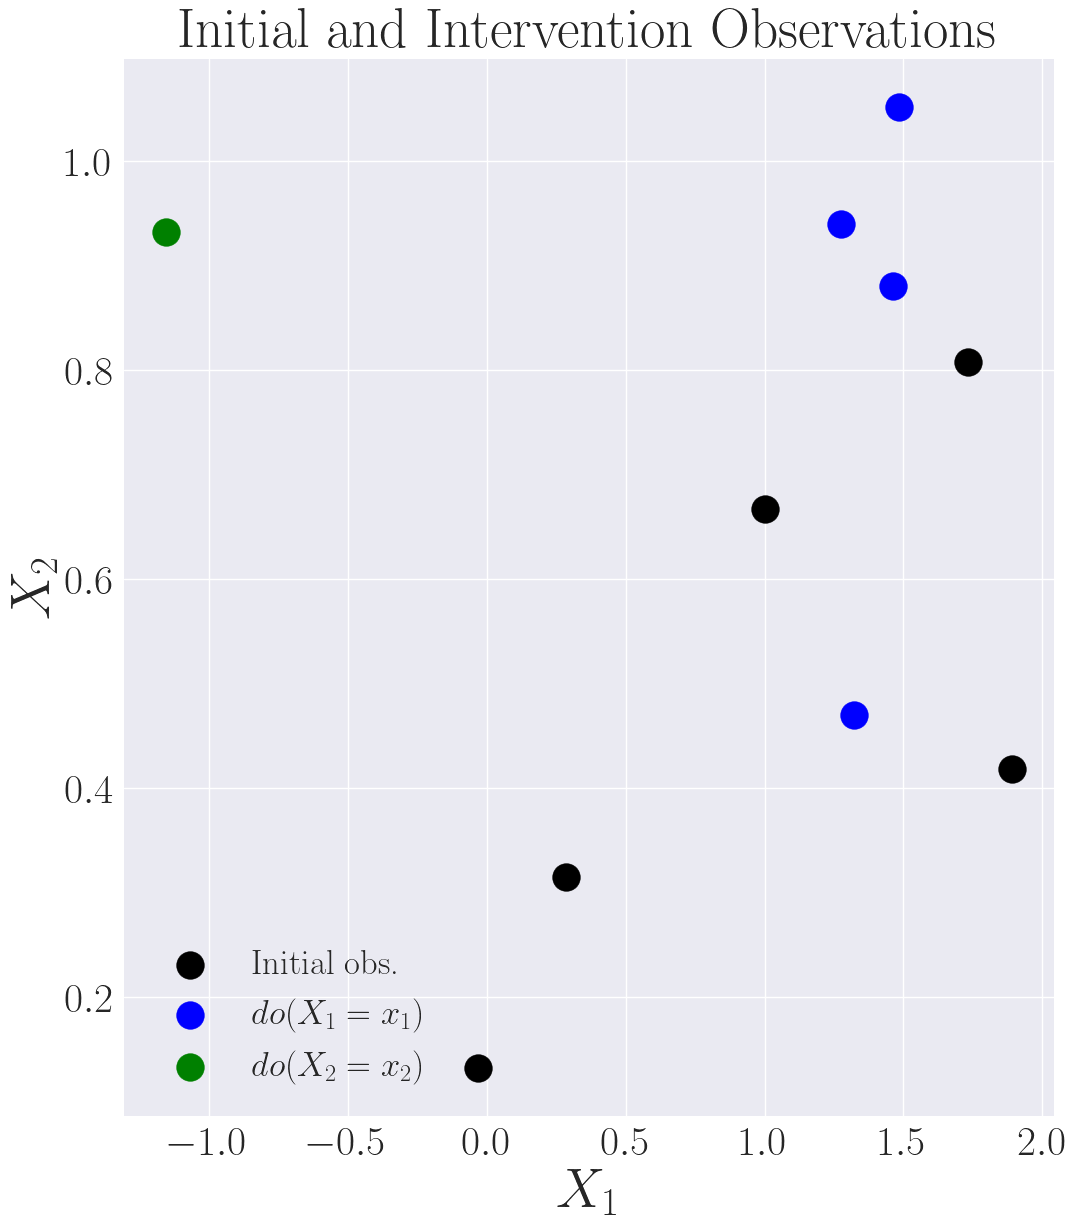 Initial and Intervention Observations
1.0
0.8
0.6
0.4
0.2
X₂
Initial obs.
do(X₁ = x₁)
do(X₂ = x₂)
−1.0 −0.5 0.0 0.5 1.0 1.5 2.0
X₁